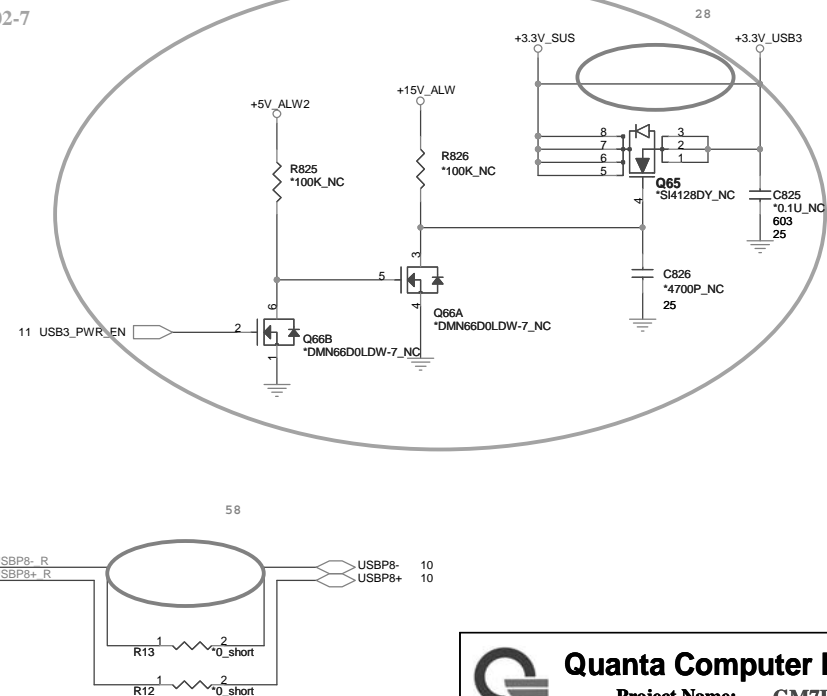 02-7
28
+3.3V_SUS
+3.3V_USB3
+15V_ALW
+5V_ALW2
R825
*100K_NC
R826
*100K_NC
8
7
6
5
3
2
1
4
Q65
*SI4128DY_NC
C825
*0.1U_NC
603
25
3
5
4
Q66A
*DMN66D0LDW-7_NC
C826
*4700P_NC
25
11 USB3_PWR_EN
6
2
1
Q66B
*DMN66D0LDW-7_NC
58
SBP8-_R
SBP8+_R
USBP8- 10
USBP8+ 10
1 2
R13 *0_short
1 2
R12 *0_short
Quanta Computer
Project Name: